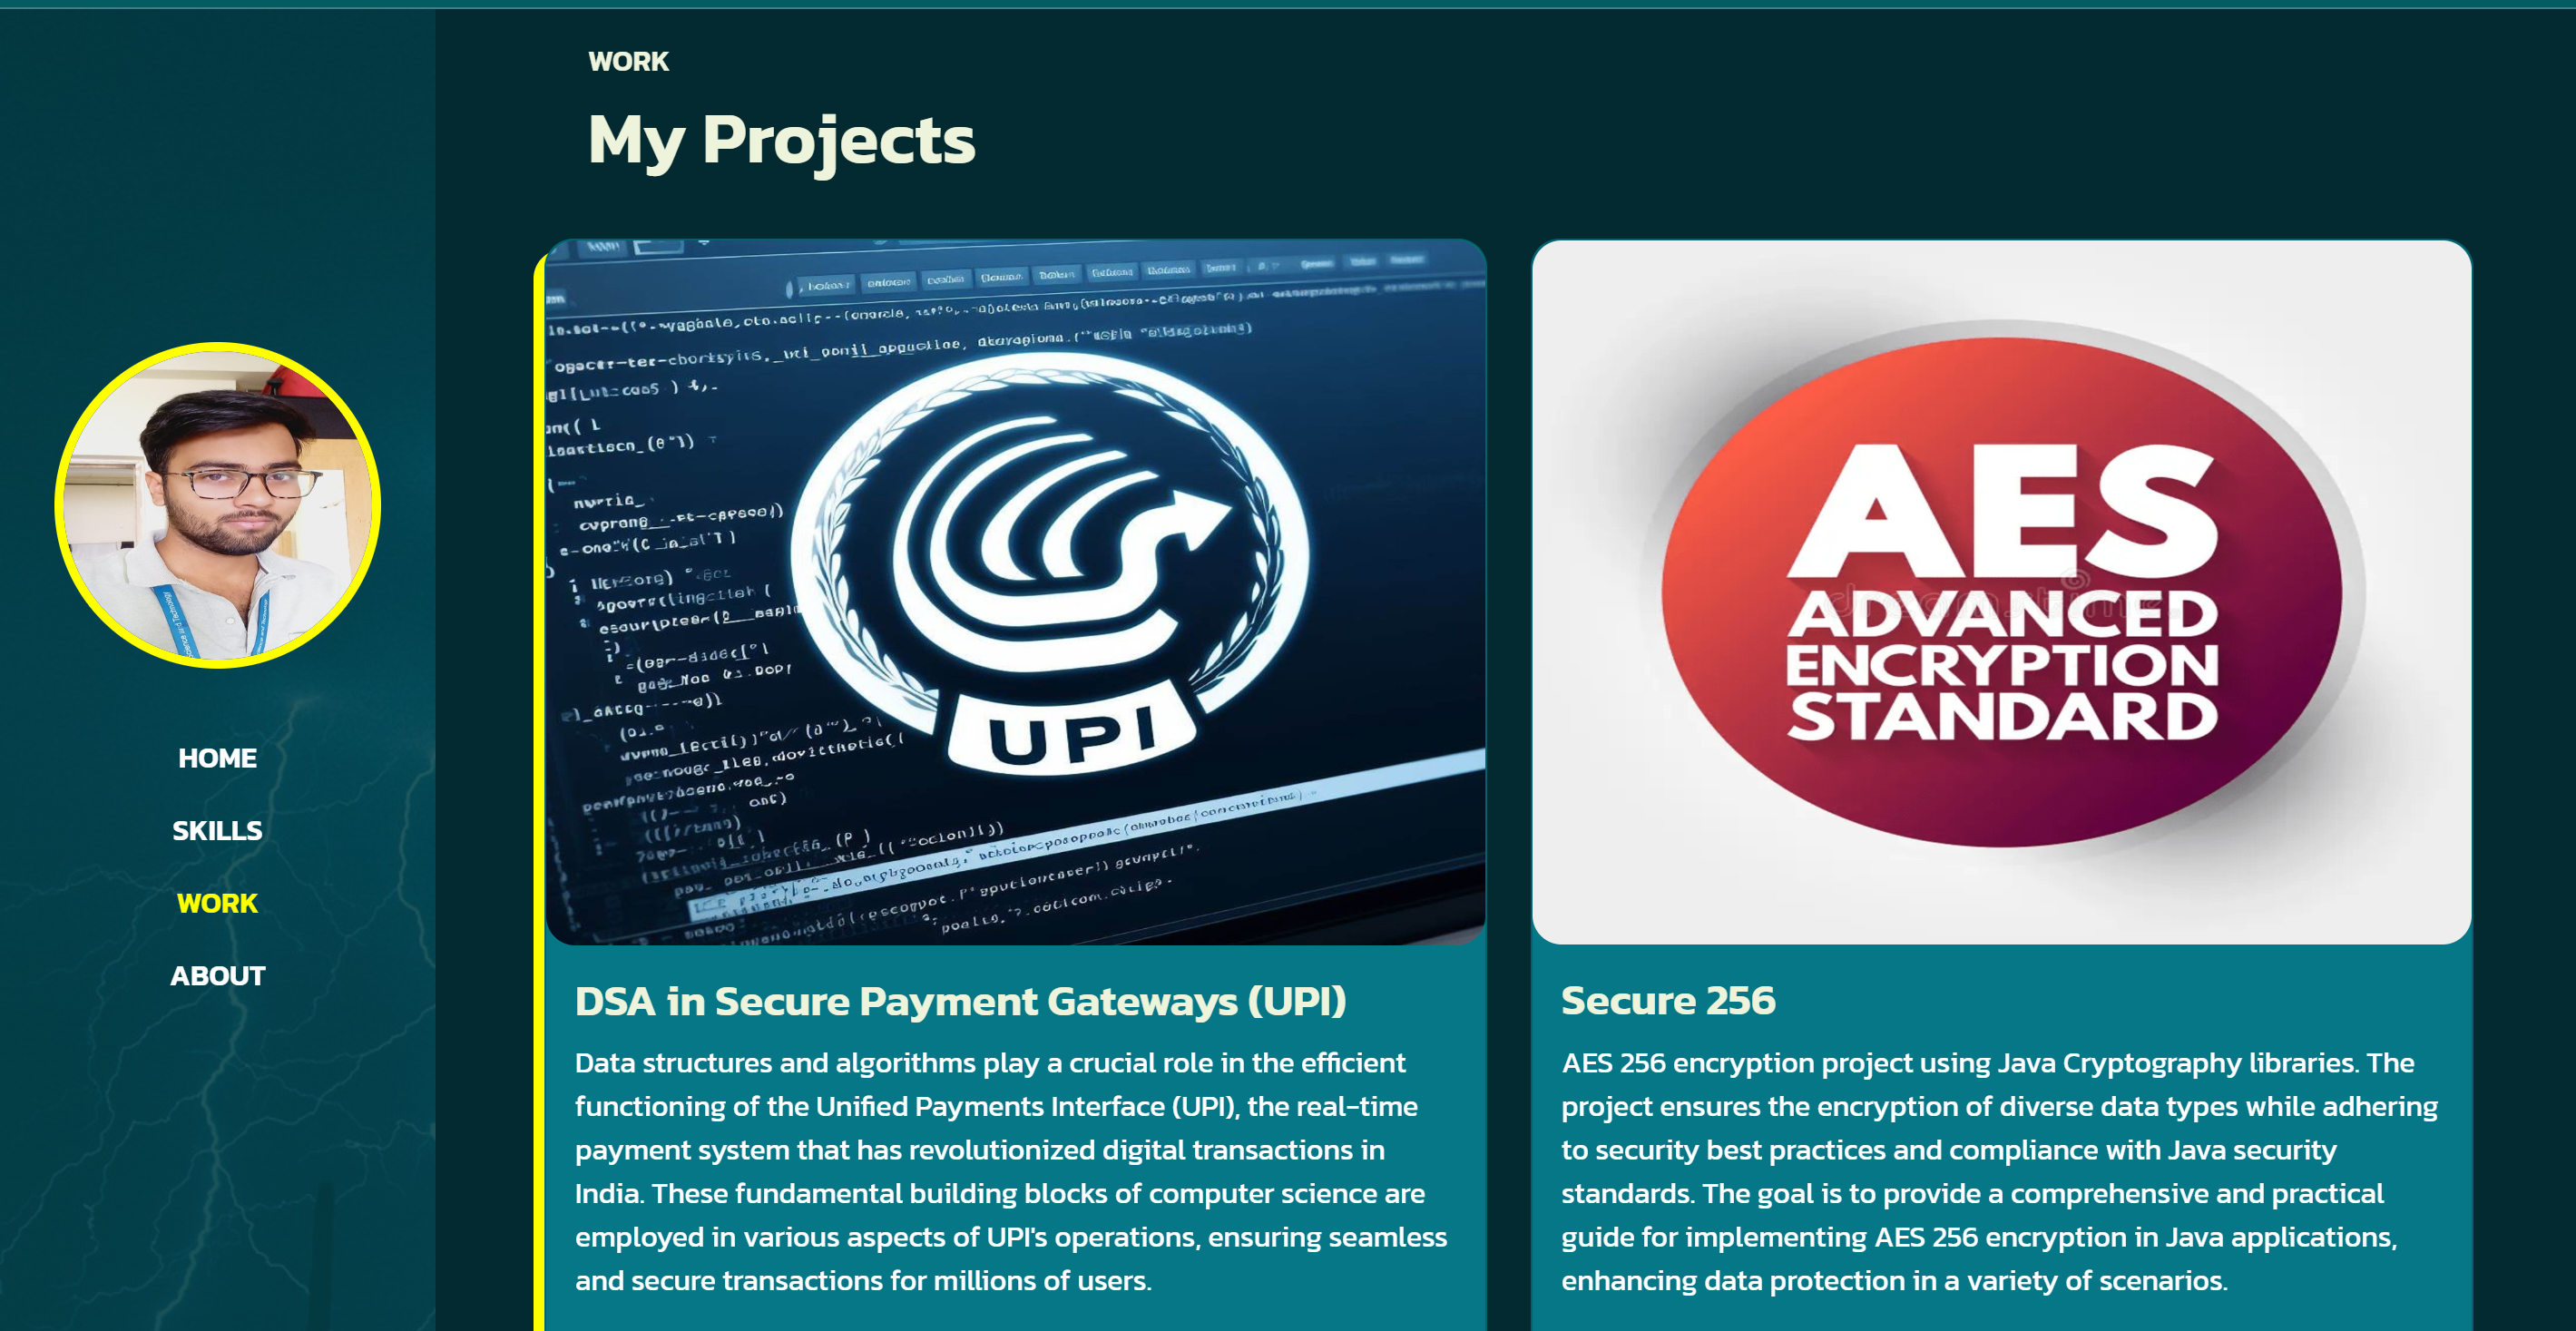 WORK
My Projects
HOME
SKILLS
WORK
ABOUT
UPI
DSA in Secure Payment Gateways (UPI)
Data structures and algorithms play a crucial role in the efficient
functioning of the Unified Payments Interface (UPI), the real-time
payment system that has revolutionized digital transactions in
India. These fundamental building blocks of computer science are
employed in various aspects of UPI's operations, ensuring seamless
and secure transactions for millions of users.
AES
ADVANCED
ENCRYPTION
STANDARD
dreamstime
Secure 256
AES 256 encryption project using Java Cryptography libraries. The
project ensures the encryption of diverse data types while adhering
to security best practices and compliance with Java security
standards. The goal is to provide a comprehensive and practical
guide for implementing AES 256 encryption in Java applications,
enhancing data protection in a variety of scenarios.